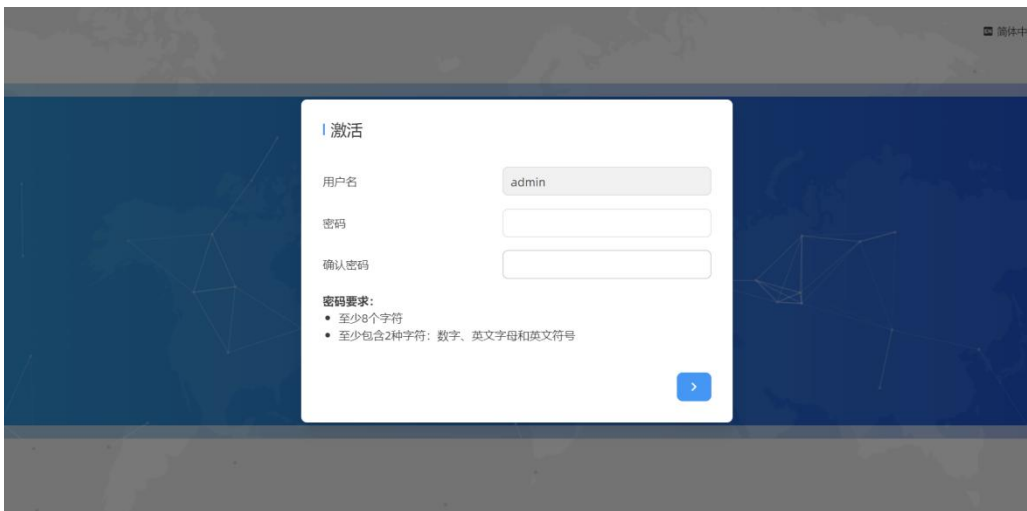 简体中
激活
用户名
admin
密码
确认密码
密码要求：
至少8个字符
至少包含2种字符：数字、英文字母和英文符号